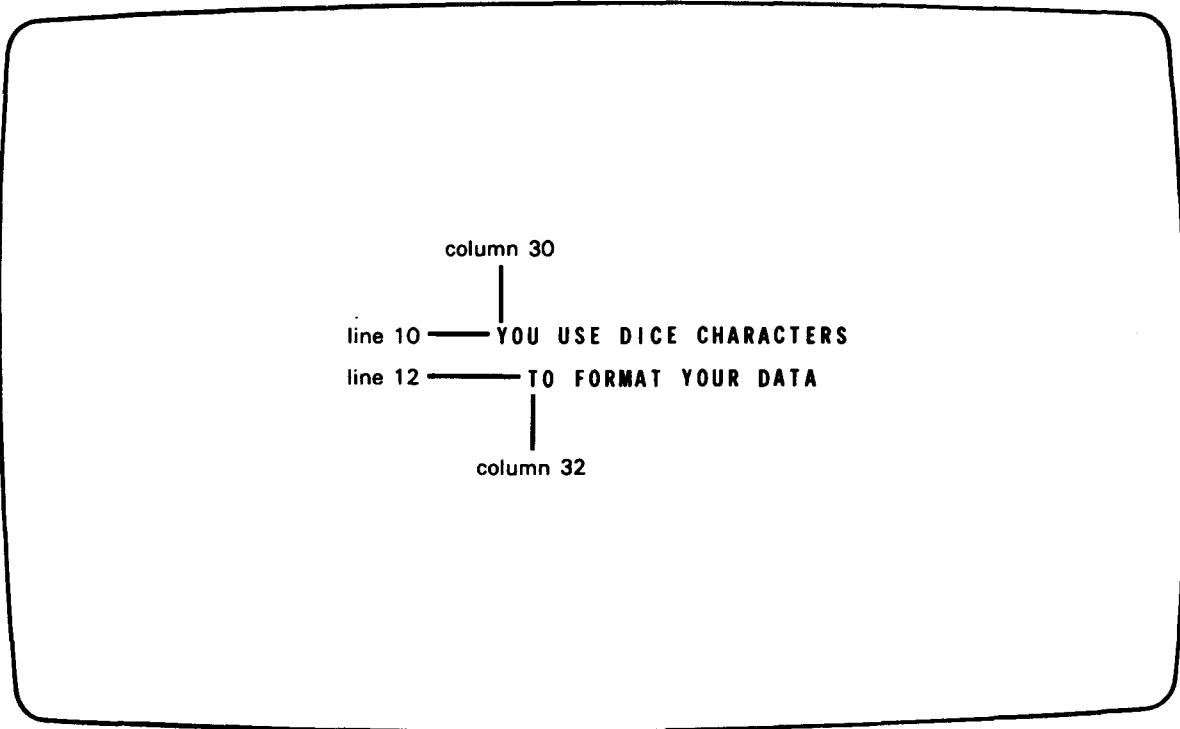 column 30
line 10 YOU USE DICE CHARACTERS
line 12 TO FORMAT YOUR DATA
column 32